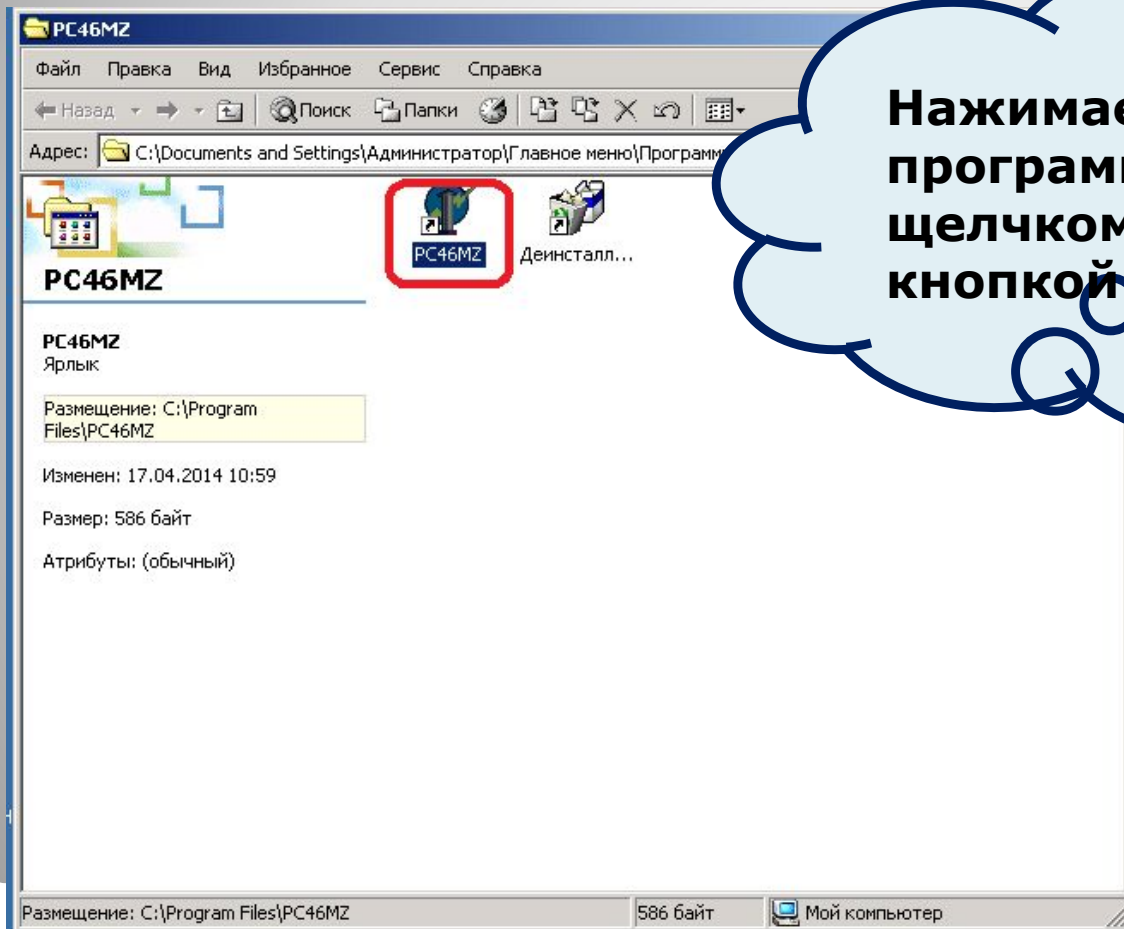 PC46MZ
Файл Правка Вид Избранное Сервис Справка
Назад Поиск Папки
Адрес: C:\Documents and Settings\Администратор\Главное меню\Програм
Нажимае
програм
щелчком
кнопкой
PC46MZ Деинсталл...
PC46MZ
PC46MZ
Ярлык
Размещение: C:\Program
Files\PC46MZ
Изменен: 17.04.2014 10:59
Размер: 586 байт
Атрибуты: (обычный)
Размещение: C:\Program Files\PC46MZ 586 байт Мой компьютер